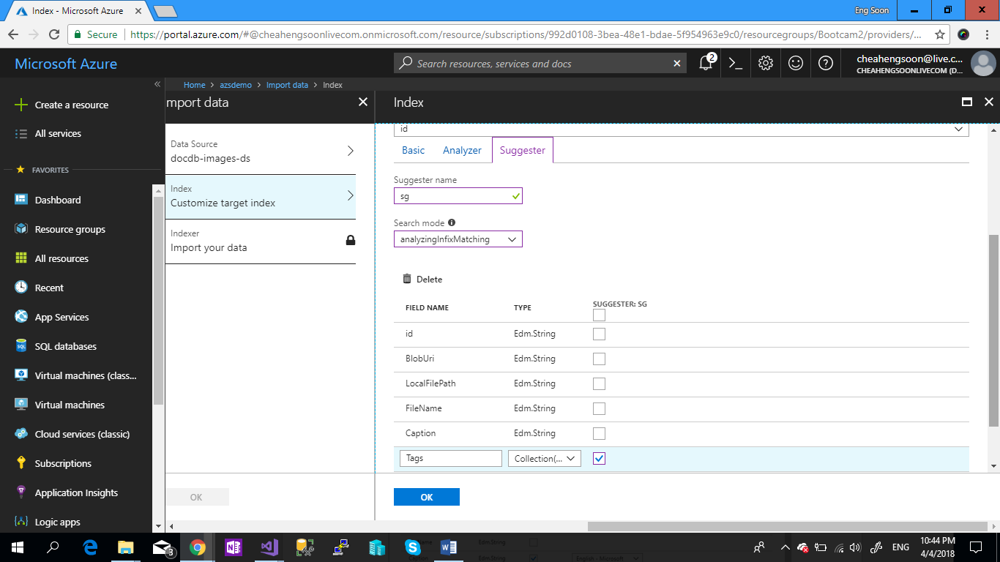 Index - Microsoft Azure
Eng Soon
Secure
https://portal.azure.com/#@cheahengsoonlivecom.onmicrosoft.com/resource/subscriptions/992d0108-3bea-48e1-bdae-5f954963e9c0/resourcegroups/Bootcam2/providers/...
Microsoft Azure
Search resources, services and docs
2
cheahengsoon@live.c...
CHEAHENGSOONLIVECOM (D...
Home > azsdemo > Import data > Index
Create a resource
All services
FAVORITES
Dashboard
Resource groups
All resources
Recent
App Services
SQL databases
Virtual machines (class...
Virtual machines
Cloud services (classic)
Subscriptions
Application Insights
Logic apps
mport data
Data Source
docdb-images-ds
Index
Customize target index
Indexer
Import your data
OK
Index
id
Basic Analyzer Suggester
Suggester name
sg
Search mode
analyzingInfixMatching
Delete
FIELD NAME TYPE SUGGESTER: SG
id Edm.String
BlobUri Edm.String
LocalFilePath Edm.String
FileName Edm.String
Caption Edm.String
Tags Collection(...
OK
3
ENG
10:44 PM
4/4/2018